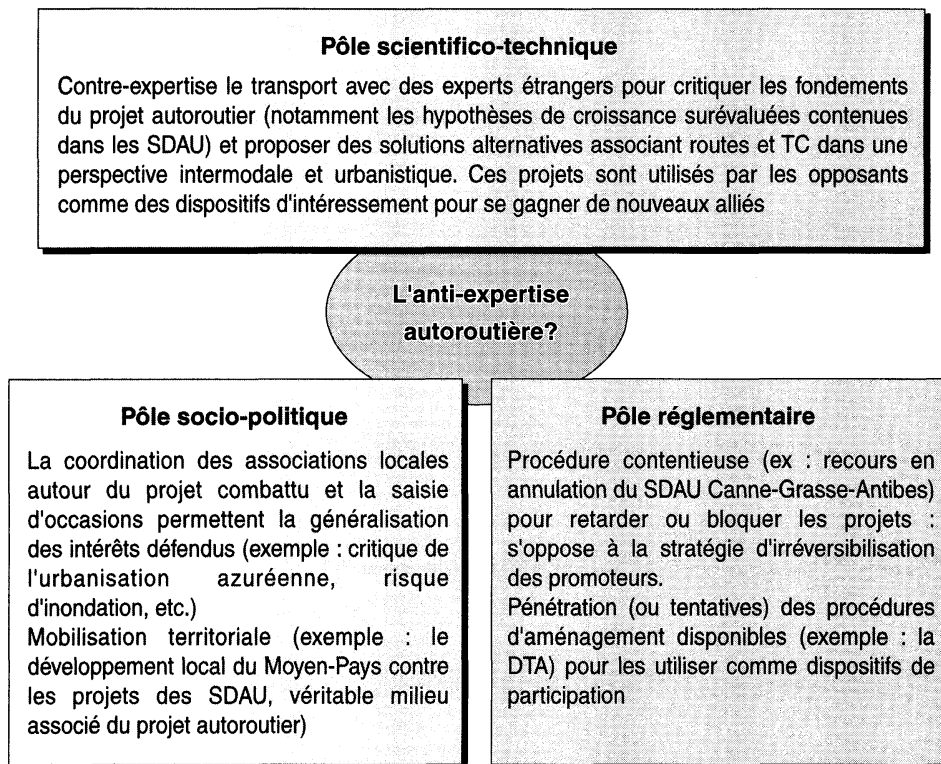 Pôle scientifico-technique
Contre-expertise le transport avec des experts étrangers pour critiquer les fondements
du projet autoroutier (notamment les hypothèses de croissance surévaluées contenues
dans les SDAU) et proposer des solutions alternatives associant routes et TC dans une
perspective intermodale et urbanistique. Ces projets sont utilisés par les opposants
comme des dispositifs d'intéressement pour se gagner de nouveaux alliés
L'anti-expertise
autoroutière?
Pôle socio-politique
La coordination des associations locales
autour du projet combattu et la saisie
d'occasions permettent la généralisation
des intérêts défendus (exemple : critique de
l'urbanisation azuréenne, risque
d'inondation, etc.)
Mobilisation territoriale (exemple : le
développement local du Moyen-Pays contre
les projets des SDAU, véritable milieu
associé du projet autoroutier)
Pôle réglementaire
Procédure contentieuse (ex : recours en
annulation du SDAU Canne-Grasse-Antibes)
pour retarder ou bloquer les projets :
s'oppose à la stratégie d'irréversibilisation
des promoteurs.
Pénétration (ou tentatives) des procédures
d'aménagement disponibles (exemple : la
DTA) pour les utiliser comme dispositifs de
participation